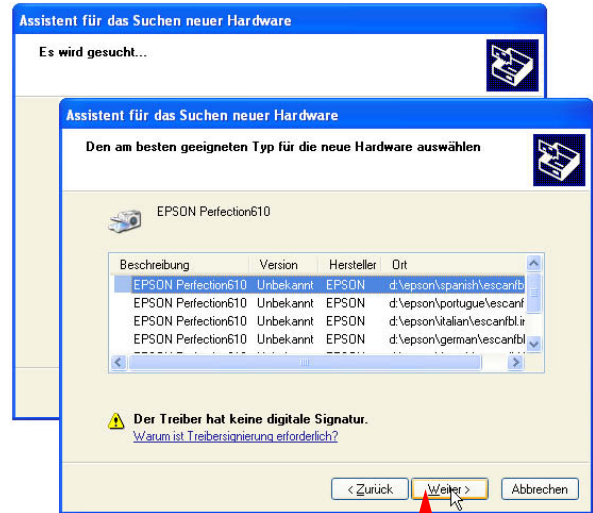 Assistent für das Suchen neuer Hardware
Es wird gesucht...
Assistent für das Suchen neuer Hardware
Den am besten geeigneten Typ für die neue Hardware auswählen
EPSON Perfection610
Beschreibung Version Hersteller Ort
EPSON Perfection610 Unbekannt EPSON d:\epson\spanish\escanfb
EPSON Perfection610 Unbekannt EPSON d:\epson\portugue\escanf
EPSON Perfection610 Unbekannt EPSON d:\epson\italian\escanfbl.ir
EPSON Perfection610 Unbekannt EPSON d:\epson\german\escanfbl
Der Treiber hat keine digitale Signatur.
Warum ist Treibersignierung erforderlich?
< Zurück Weiter > Abbrechen